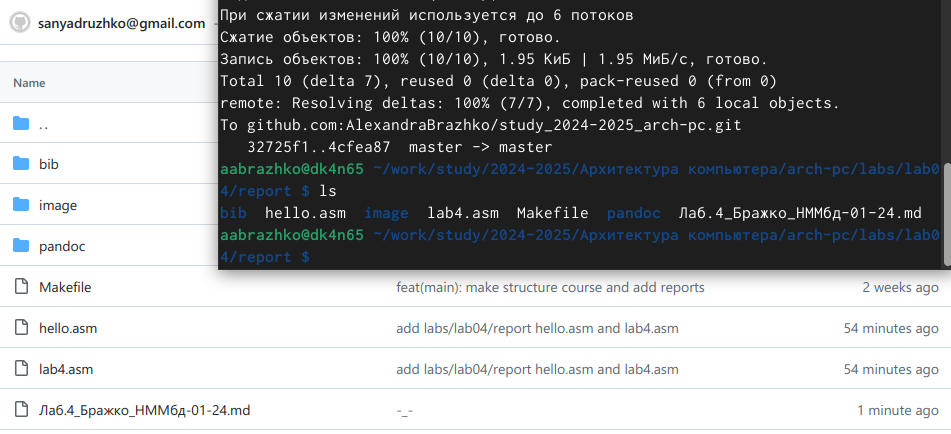 sanyadruzhko@gmail.com
При сжатии изменений используется до 6 потоков
Сжатие объектов: 100% (10/10), готово.
Запись объектов: 100% (10/10), 1.95 КиБ | 1.95 МиБ/с, готово.
Total 10 (delta 7), reused 0 (delta 0), pack-reused 0 (from 0)
remote: Resolving deltas: 100% (7/7), completed with 6 local objects.
To github.com:AlexandraBrazhko/study_2024-2025_arch-pc.git
32725f1..4cfea87 master -> master
aabrazhko@dk4n65 ~/work/study/2024-2025/Архитектура компьютера/arch-pc/labs/lab0
4/report $ ls
bib hello.asm image lab4.asm Makefile pandoc Лаб.4_Бражко_НММбд-01-24.md
aabrazhko@dk4n65 ~/work/study/2024-2025/Архитектура компьютера/arch-pc/labs/lab0
4/report $
Name
..
bib
image
pandoc
Makefile feat(main): make structure course and add reports 2 weeks ago
hello.asm add labs/lab04/report hello.asm and lab4.asm 54 minutes ago
lab4.asm add labs/lab04/report hello.asm and lab4.asm 54 minutes ago
Лаб.4_Бражко_НММбд-01-24.md -_- 1 minute ago